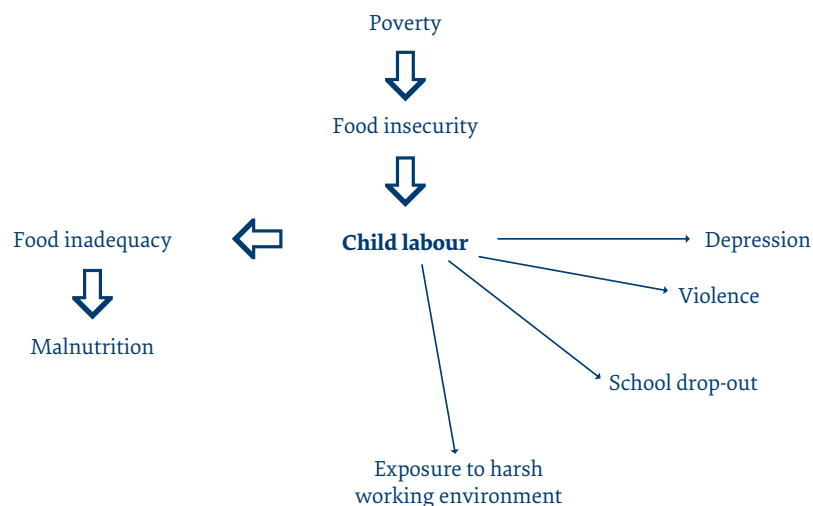 Poverty
Food insecurity
Food inadequacy
Child labour
Depression
Violence
Malnutrition
School drop-out
Exposure to harsh
working environment